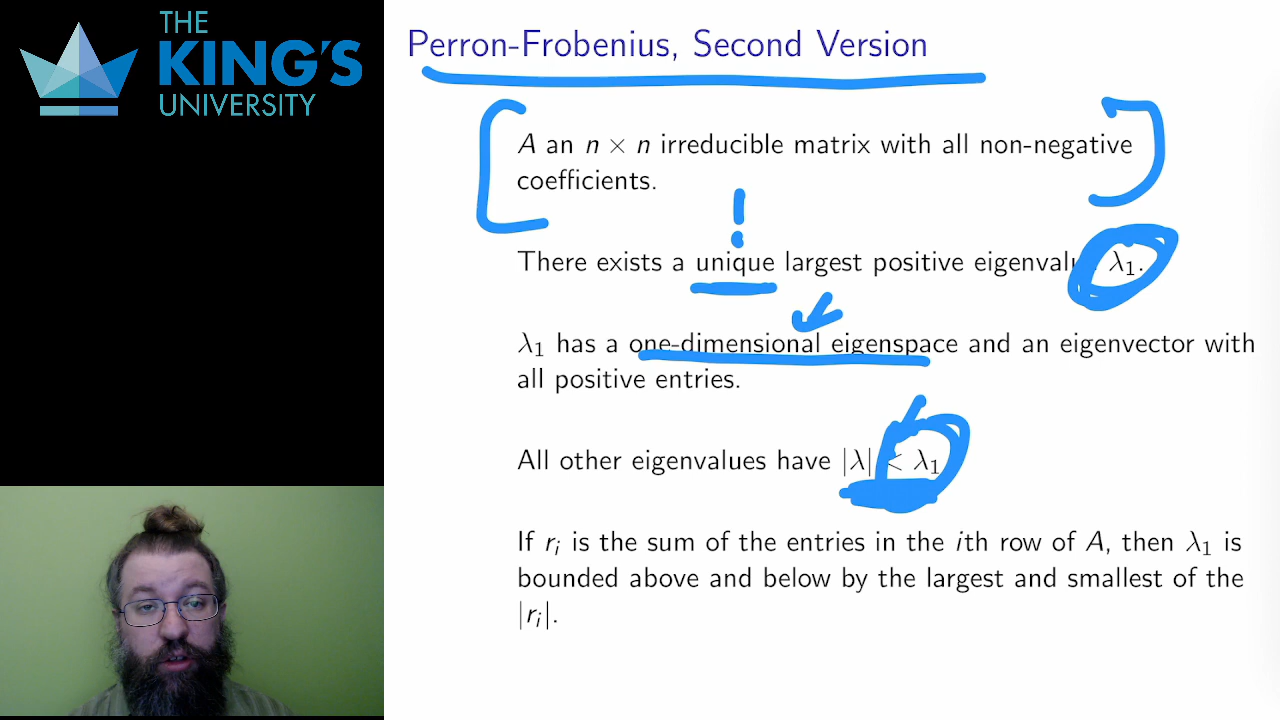 THE
KING'S
UNIVERSITY
Perron-Frobenius, Second Version
A an n × n irreducible matrix with all non-negative
coefficients.
!
There exists a unique largest positive eigenvalue λ₁.
λ₁ has a one-dimensional eigenspace and an eigenvector with
all positive entries.
All other eigenvalues have |λ| < λ₁
If rᵢ is the sum of the entries in the ith row of A, then λ₁ is
bounded above and below by the largest and smallest of the
|rᵢ|.